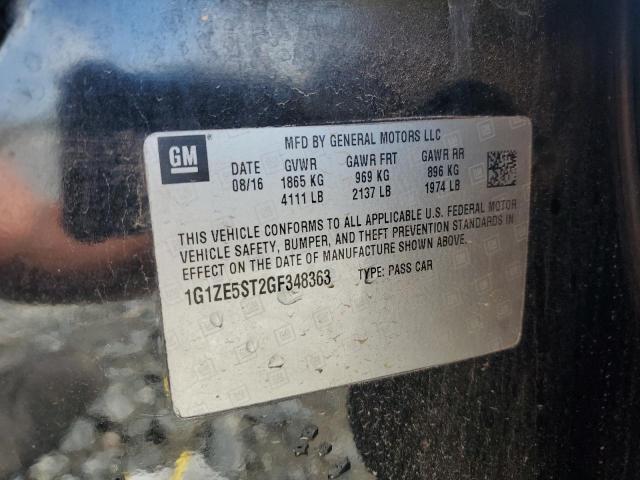 GM
MFD BY GENERAL MOTORS LLC
DATE GVWR GAWR FRT GAWR RR
08/16 1865 KG 969 KG 896 KG
4111 LB 2137 LB 1974 LB
THIS VEHICLE CONFORMS TO ALL APPLICABLE U.S. FEDERAL MOTOR
VEHICLE SAFETY, BUMPER, AND THEFT PREVENTION STANDARDS IN
EFFECT ON THE DATE OF MANUFACTURE SHOWN ABOVE.
1G1ZE5ST2GF348363 TYPE: PASS CAR